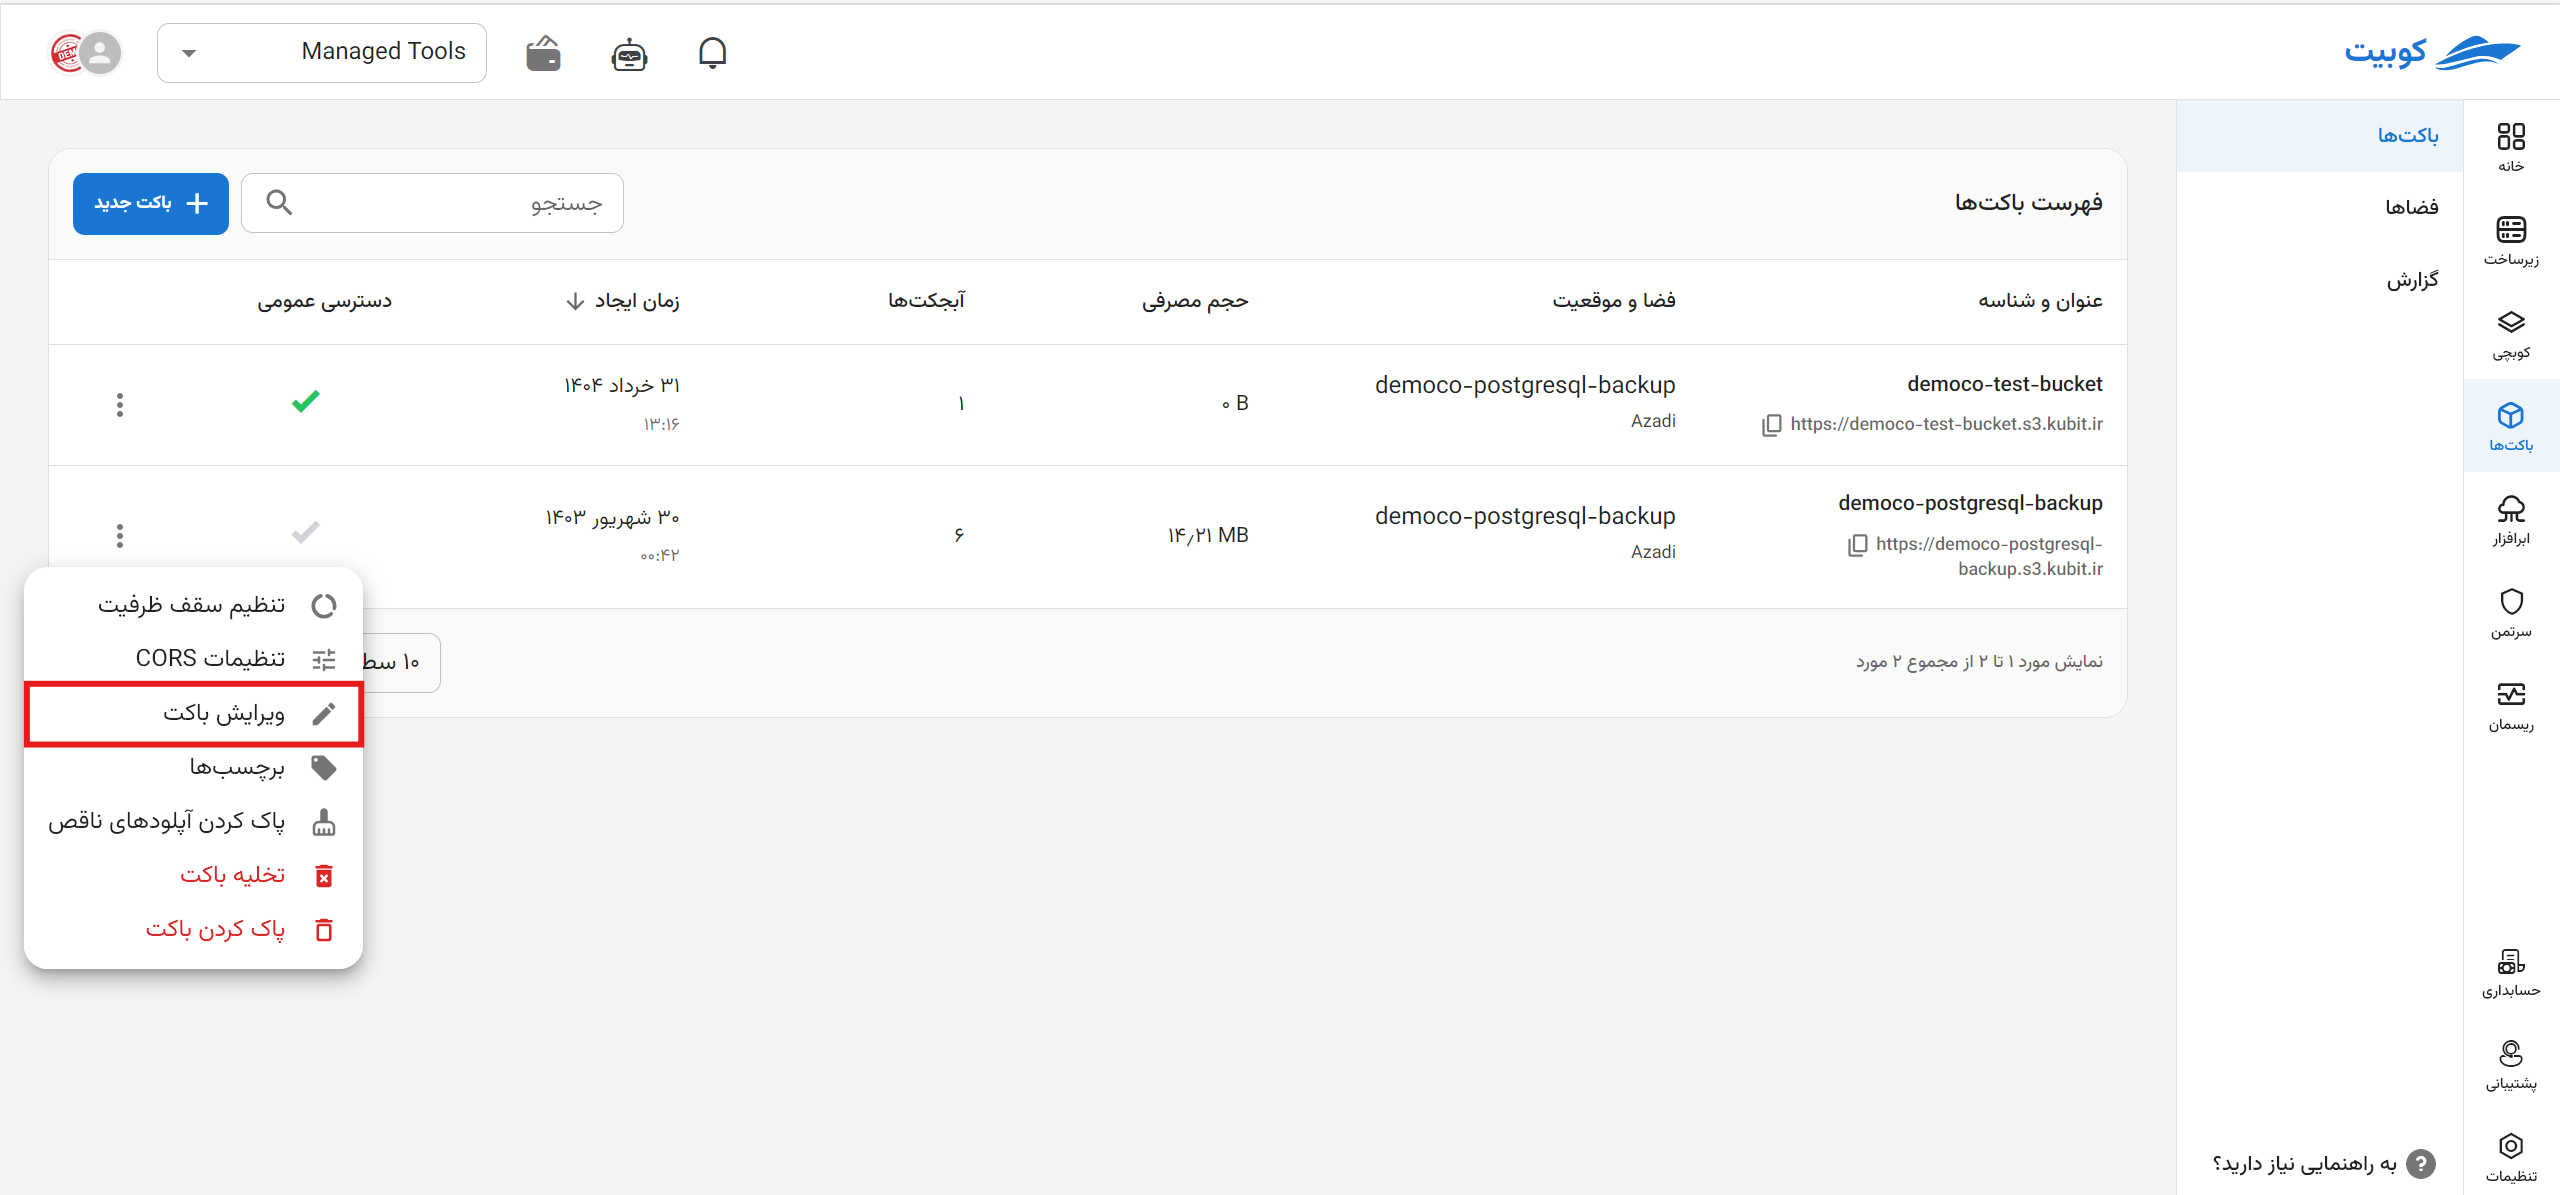 کوبیت
Managed Tools
خانه
زیرساخت
کوبچی
باکت‌ها
ابرافزار
سرتمن
ریسمان
حسابداری
پشتیبانی
تنظیمات
باکت‌ها
فضاها
گزارش
به راهنمایی نیاز دارید؟
فهرست باکت‌ها
جستجو
باکت جدید
عنوان و شناسه
فضا و موقعیت
حجم مصرفی
آبجکت‌ها
زمان ایجاد
دسترسی عمومی
democo-test-bucket
https://democo-test-bucket.s3.kubit.ir
democo-postgresql-backup
Azadi
۰ B
۱
۳۱ خرداد ۱۴۰۴
۱۳:۱۶
democo-postgresql-backup
https://democo-postgresql-
backup.s3.kubit.ir
democo-postgresql-backup
Azadi
۱۴٫۲۱ MB
۶
۳۰ شهریور ۱۴۰۳
۰۰:۴۲
نمایش مورد ۱ تا ۲ از مجموع ۲ مورد
۱۰ سط
تنظیم سقف ظرفیت
تنظیمات CORS
ویرایش باکت
برچسب‌ها
پاک کردن آپلودهای ناقص
تخلیه باکت
پاک کردن باکت